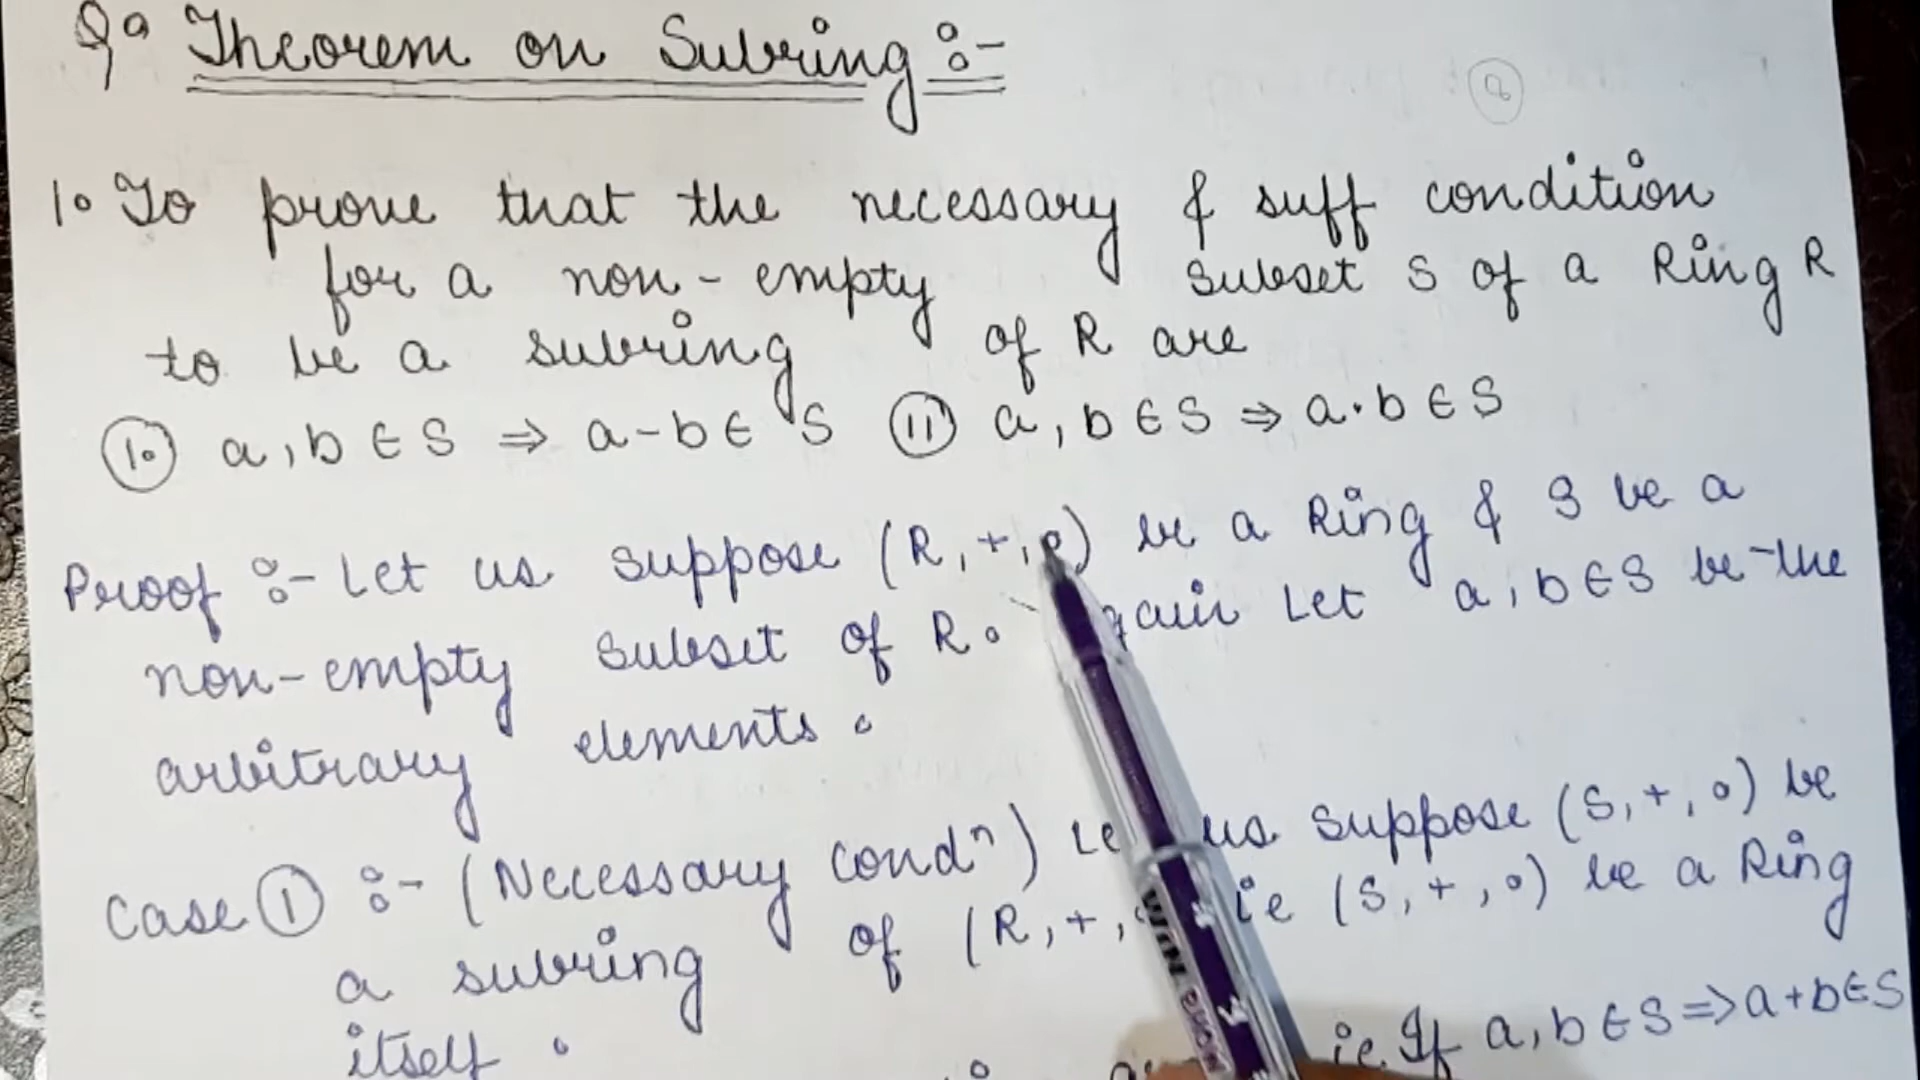 Q. Theorem on Subring :-
1. To prove that the necessary & suff condition
for a non-empty subset S of a Ring R
to be a subring of R are
(i) a, b ∈ S ⇒ a-b ∈ S (ii) a, b ∈ S ⇒ a·b ∈ S
Proof :- Let us suppose (R, +, ·) be a Ring & S be a
non-empty subset of R. Again Let a, b ∈ S be the
arbitrary elements.
Case (I) :- (Necessary condⁿ) Let us suppose (S, +, ·) be
a subring of (R, +, ie (S, +, ·) be a Ring
itself.
ie. If a, b ∈ S ⇒ a+b ∈ S